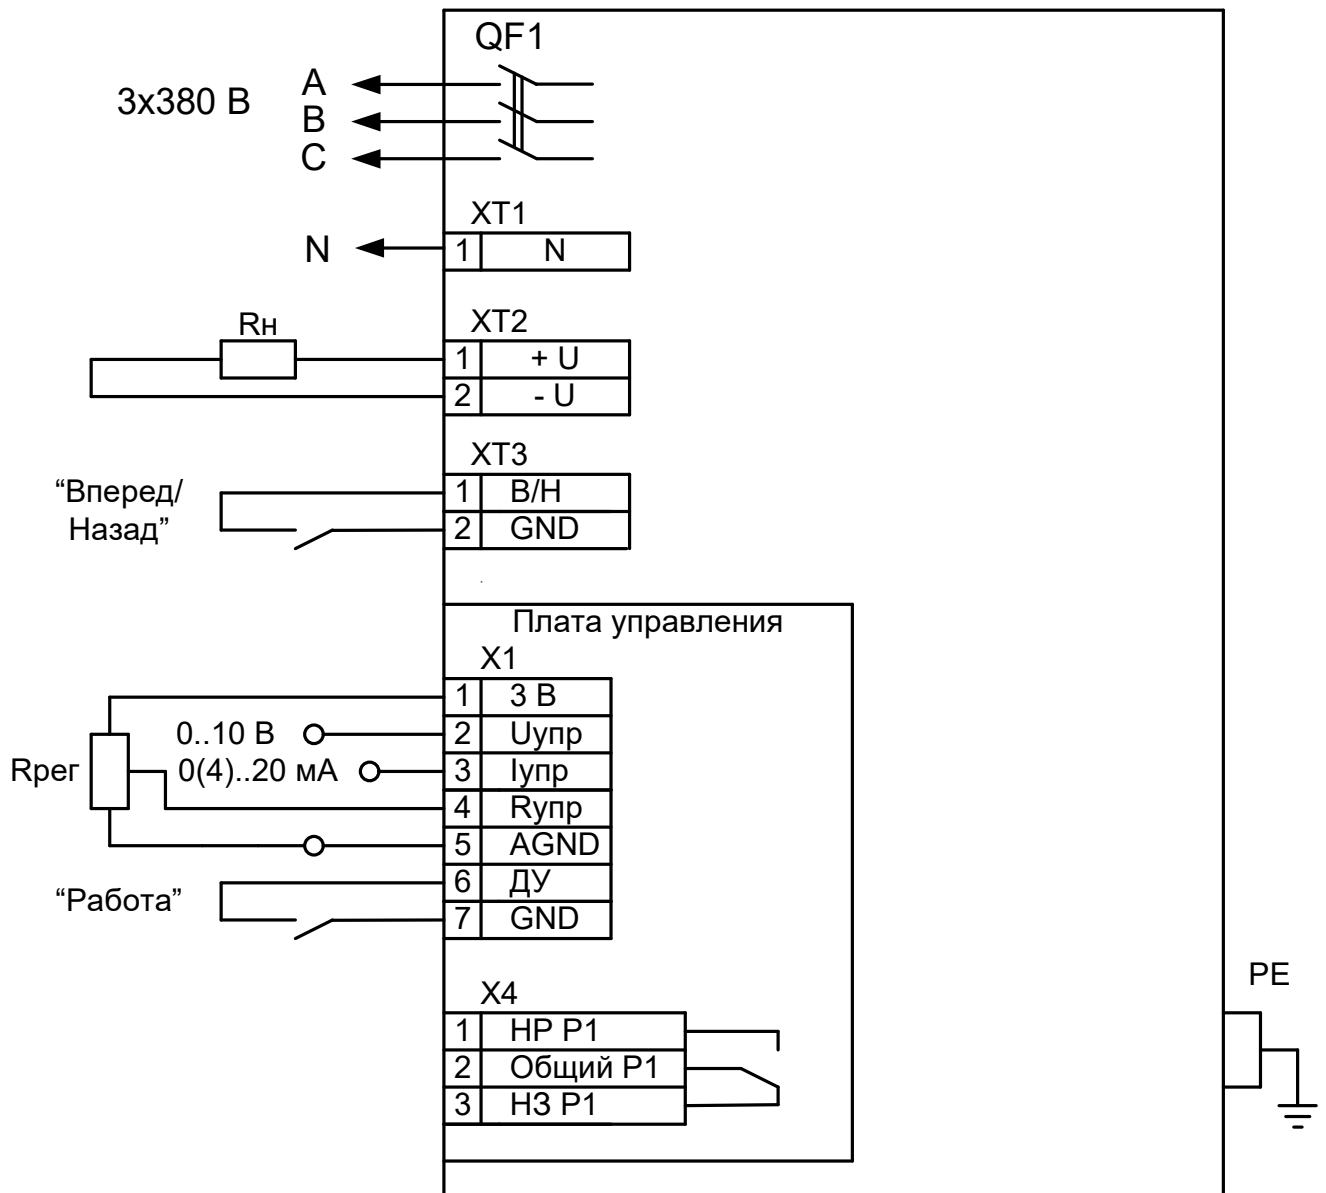 QF1
3x380 В
A
B
C
XT1
N
1 N
Rн
XT2
1 + U
2 - U
XT3
“Вперед/
Назад”
1 В/Н
2 GND
Плата управления
X1
1 3 В
0..10 В
2 Uупр
Rрег
0(4)..20 мА
3 Iупр
4 Rупр
5 AGND
“Работа”
6 ДУ
7 GND
X4
1 НР Р1
2 Общий Р1
3 НЗ Р1
PE